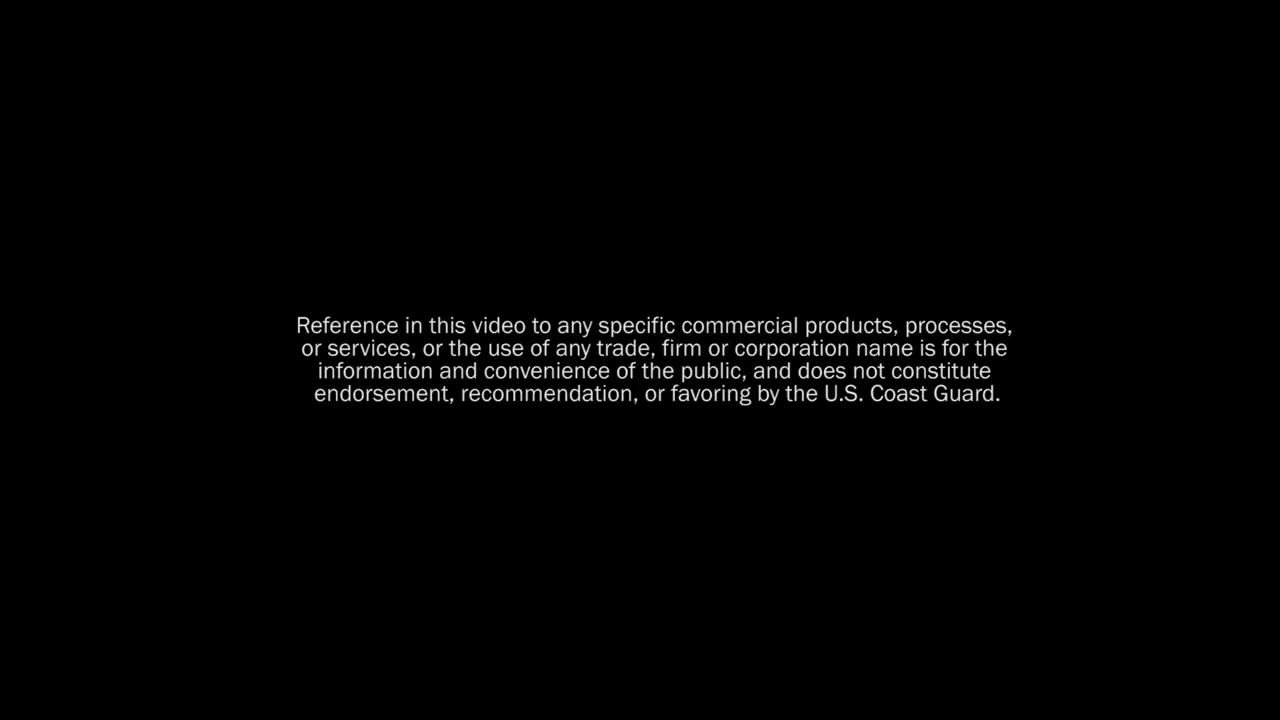 Reference in this video to any specific commercial products, processes,
or services, or the use of any trade, firm or corporation name is for the
information and convenience of the public, and does not constitute
endorsement, recommendation, or favoring by the U.S. Coast Guard.